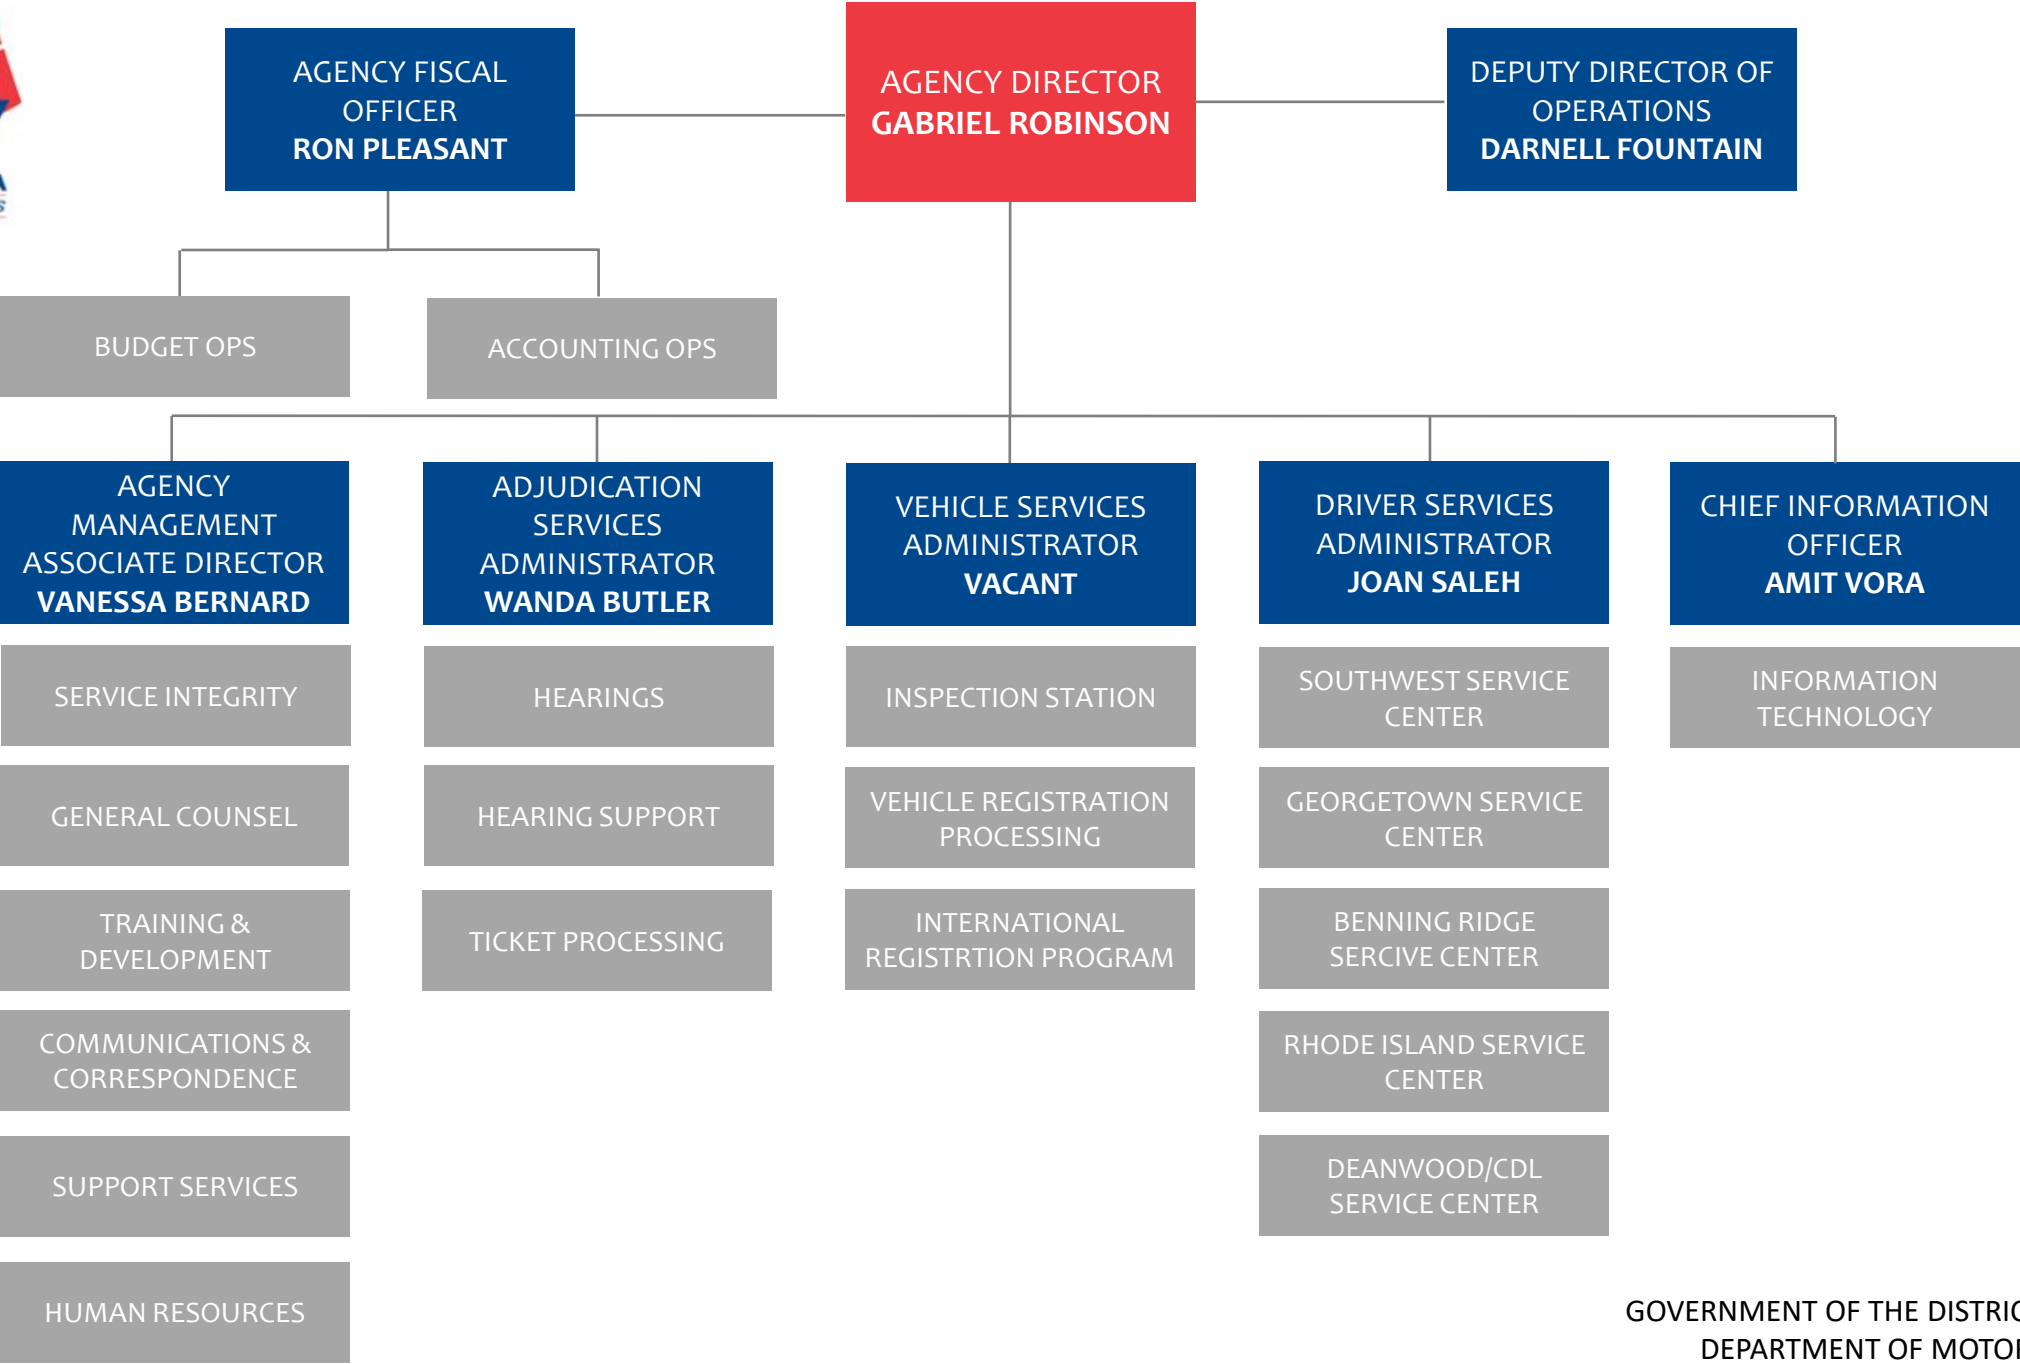 AGENCY FISCAL
OFFICER
RON PLEASANT
AGENCY DIRECTOR
GABRIEL ROBINSON
DEPUTY DIRECTOR OF
OPERATIONS
DARNELL FOUNTAIN
BUDGET OPS
ACCOUNTING OPS
AGENCY
MANAGEMENT
ASSOCIATE DIRECTOR
VANESSA BERNARD
SERVICE INTEGRITY
GENERAL COUNSEL
TRAINING &
DEVELOPMENT
COMMUNICATIONS &
CORRESPONDENCE
SUPPORT SERVICES
HUMAN RESOURCES
ADJUDICATION
SERVICES
ADMINISTRATOR
WANDA BUTLER
HEARINGS
HEARING SUPPORT
TICKET PROCESSING
VEHICLE SERVICES
ADMINISTRATOR
VACANT
INSPECTION STATION
VEHICLE REGISTRATION
PROCESSING
INTERNATIONAL
REGISTRTION PROGRAM
DRIVER SERVICES
ADMINISTRATOR
JOAN SALEH
SOUTHWEST SERVICE
CENTER
GEORGETOWN SERVICE
CENTER
BENNING RIDGE
SERCIVE CENTER
RHODE ISLAND SERVICE
CENTER
DEANWOOD/CDL
SERVICE CENTER
CHIEF INFORMATION
OFFICER
AMIT VORA
INFORMATION
TECHNOLOGY
GOVERNMENT OF THE
DEPARTMENT OF